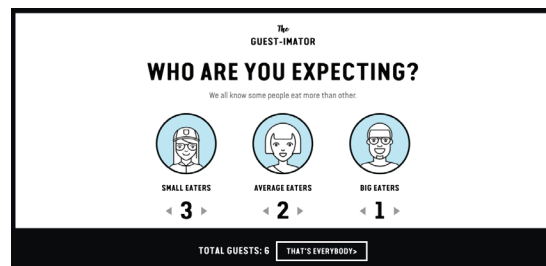 The
GUEST-IMATOR
WHO ARE YOU EXPECTING?
We all know some people eat more than other.
SMALL EATERS
AVERAGE EATERS
BIG EATERS
3
2
1
TOTAL GUESTS: 6
THAT'S EVERYBODY>